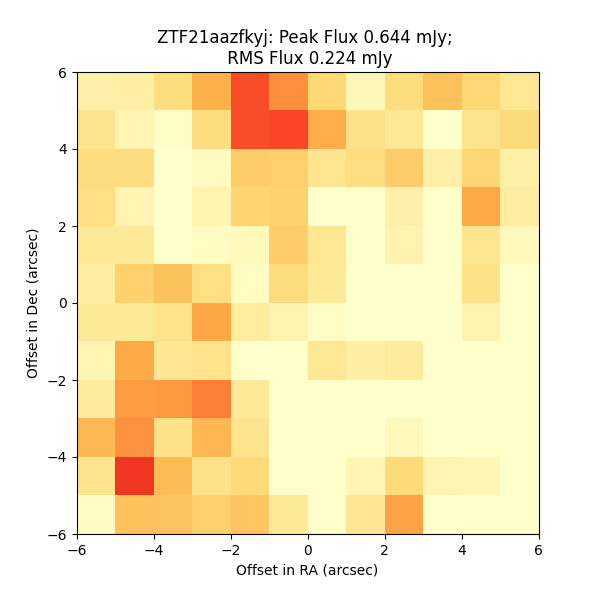 ZTF21aazfkyj: Peak Flux 0.644 mJy;
RMS Flux 0.224 mJy
6
4
2
0
−2
−4
−6
Offset in Dec (arcsec)
−6 −4 −2 0 2 4 6
Offset in RA (arcsec)